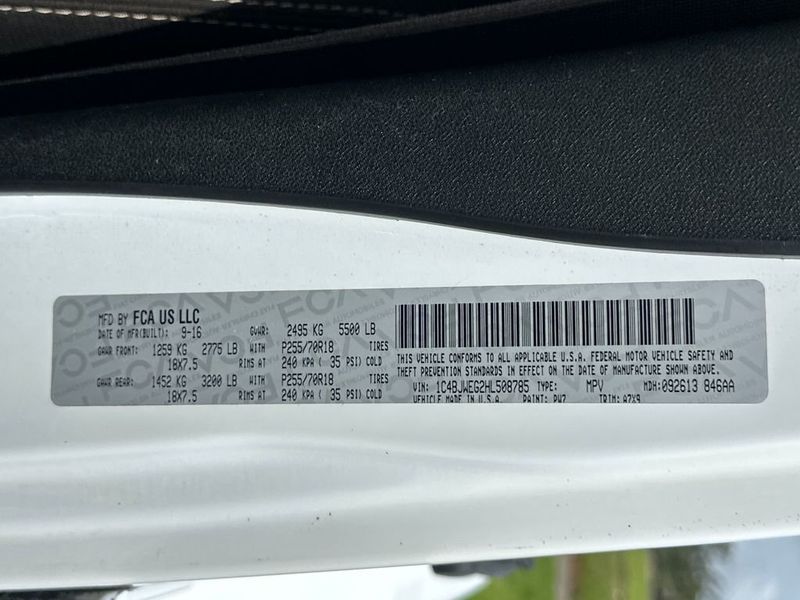 MFD BY FCA US LLC
DATE OF MFR(BUILT): 9-16 GVWR: 2495 KG 5500 LB
GAWR FRONT: 1259 KG 2775 LB WITH P255/70R18 TIRES
18X7.5 RIMS AT 240 KPA ( 35 PSI) COLD
GAWR REAR: 1452 KG 3200 LB WITH P255/70R18 TIRES
18X7.5 RIMS AT 240 KPA ( 35 PSI) COLD
THIS VEHICLE CONFORMS TO ALL APPLICABLE U.S.A. FEDERAL MOTOR VEHICLE SAFETY AND
THEFT PREVENTION STANDARDS IN EFFECT ON THE DATE OF MANUFACTURE SHOWN ABOVE.
VIN: 1C4BJWEG2HL508785 TYPE: MPV MDH: 092613 846AA
VEHICLE MADE IN U.S.A. PAINT: PW7 TRIM: A7X9